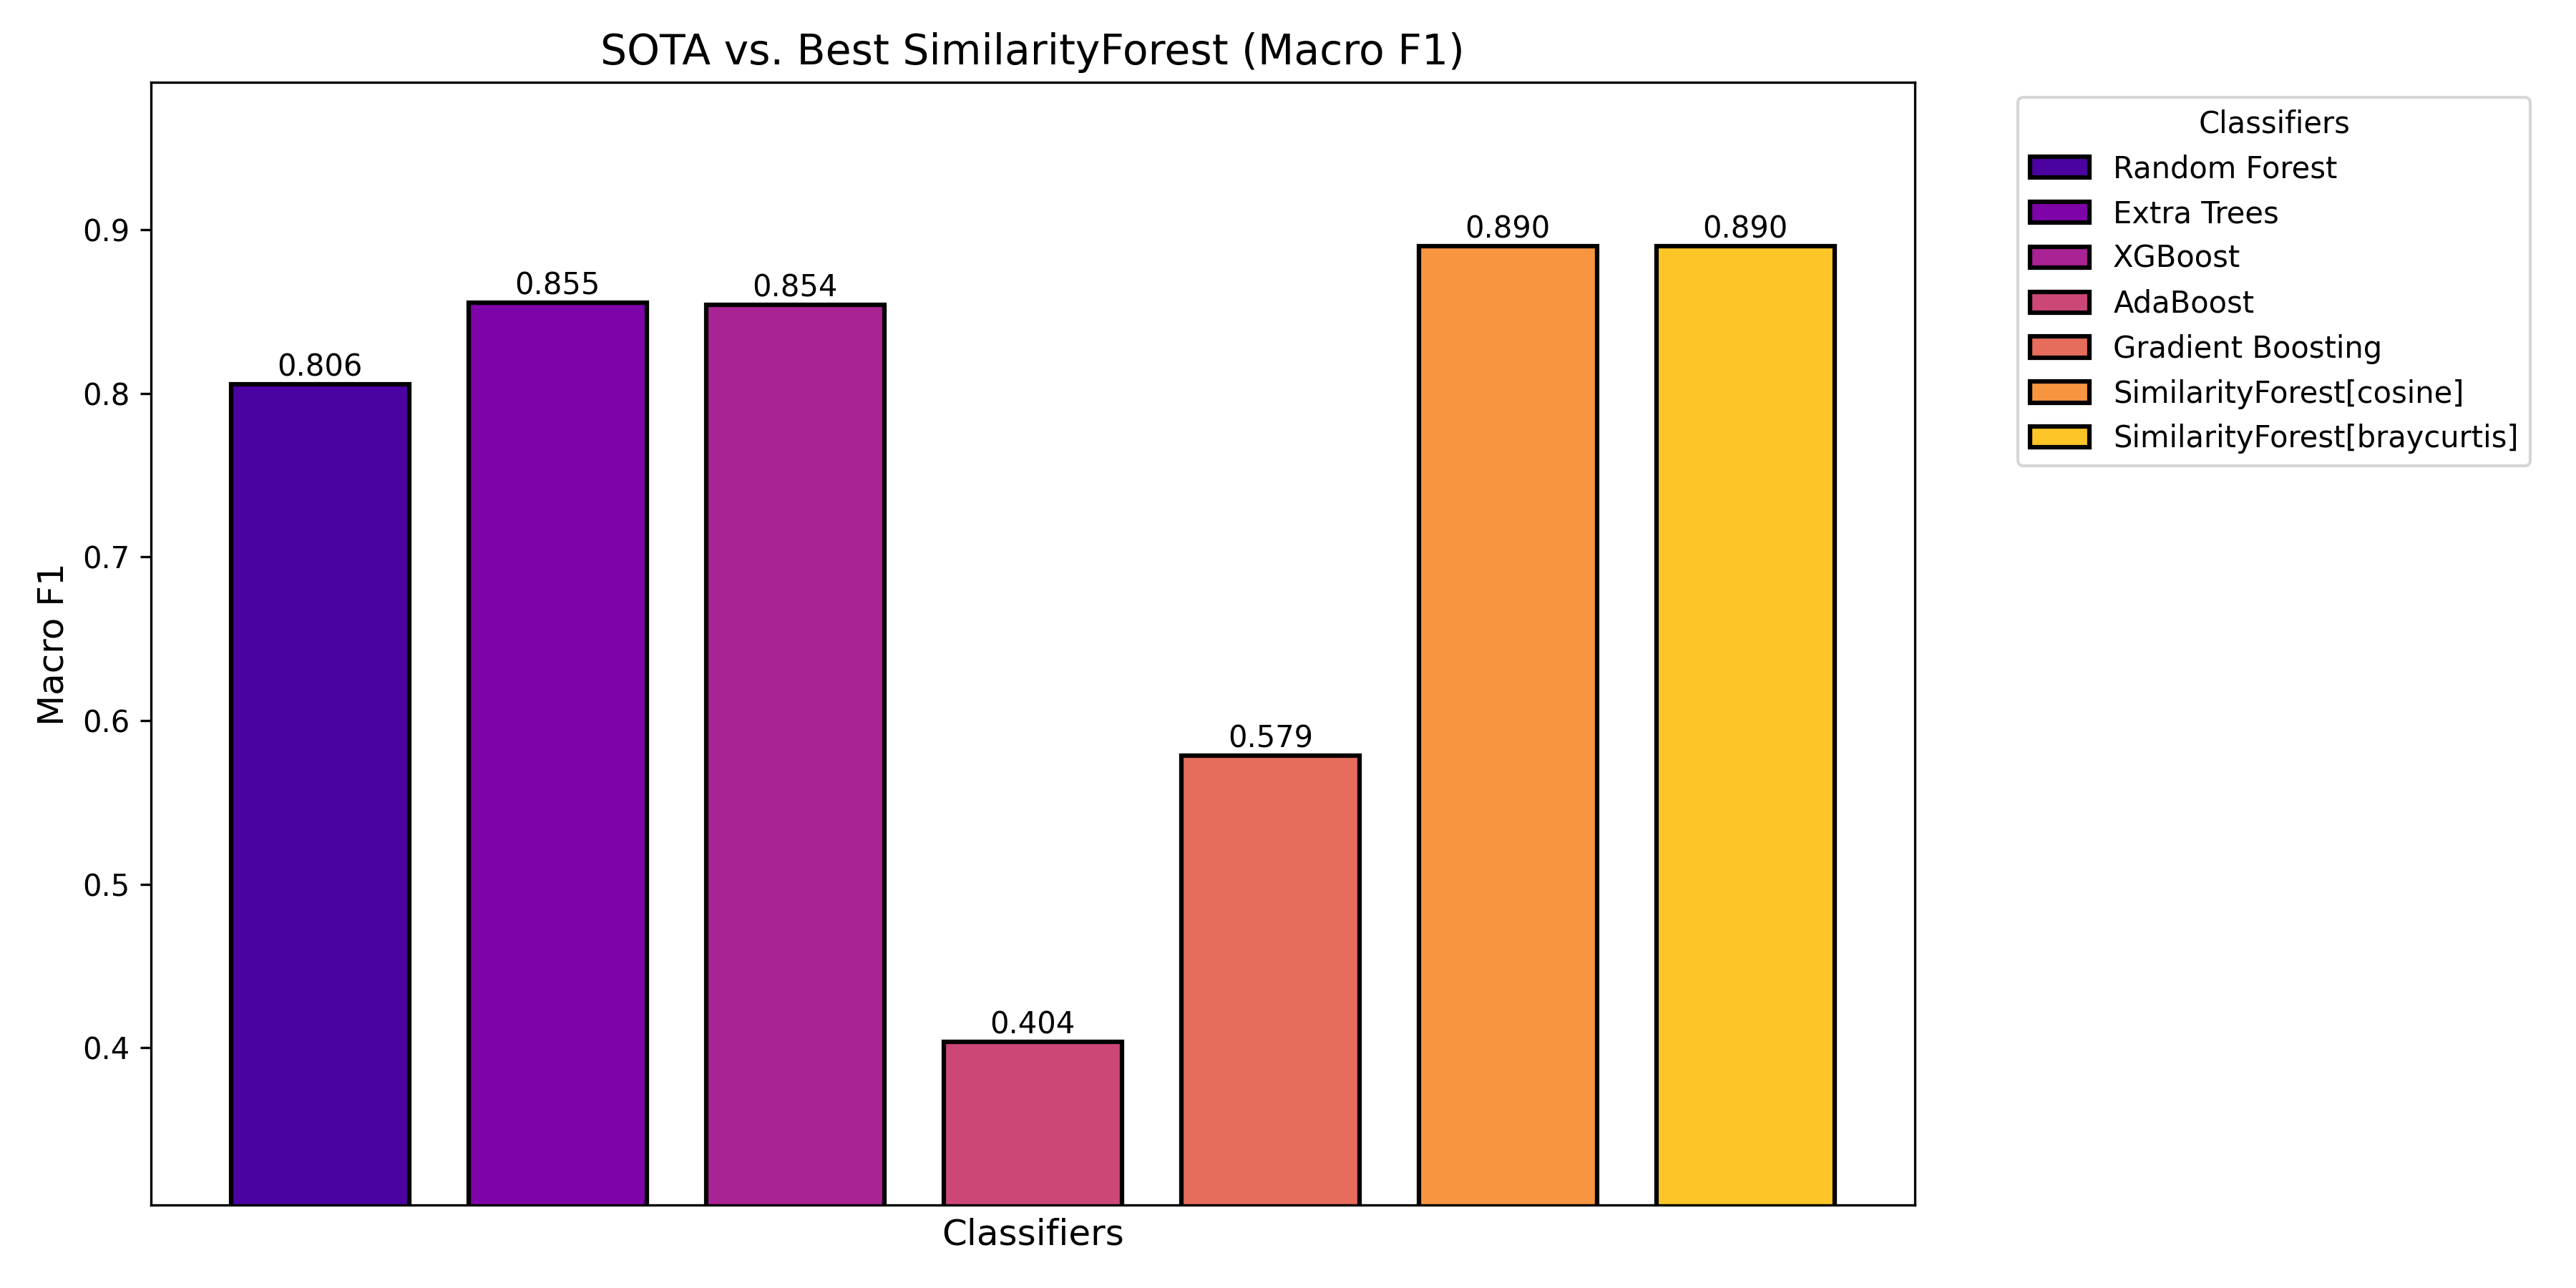 SOTA vs. Best SimilarityForest (Macro F1)
Macro F1
0.9
0.8
0.7
0.6
0.5
0.4
0.806
0.855
0.854
0.404
0.579
0.890
0.890
Classifiers
Classifiers
Random Forest
Extra Trees
XGBoost
AdaBoost
Gradient Boosting
SimilarityForest[cosine]
SimilarityForest[braycurtis]